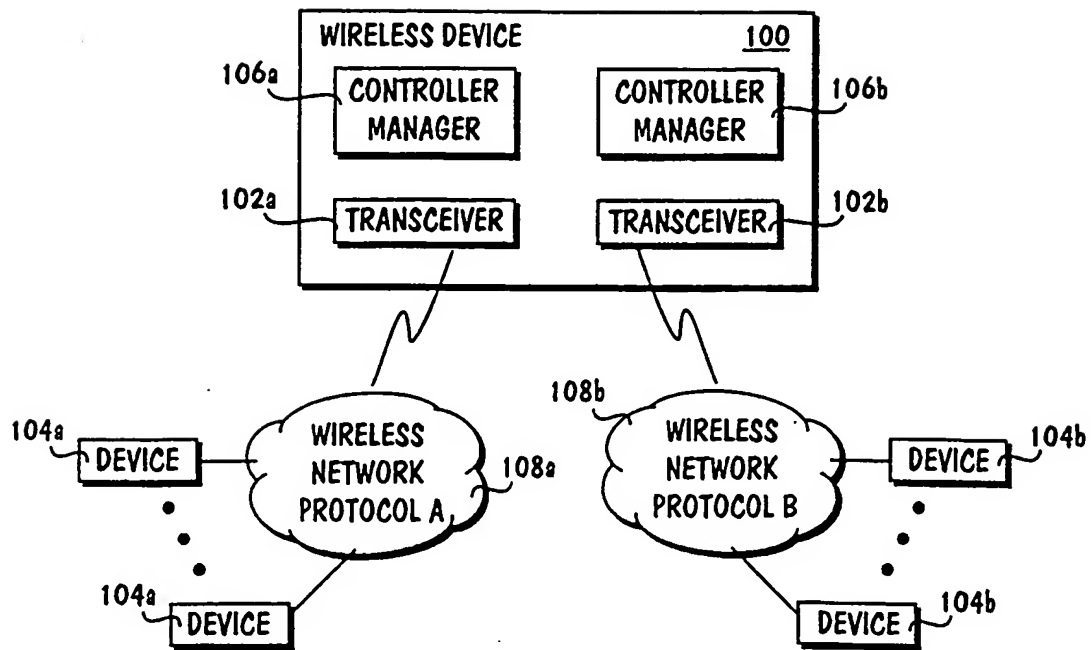 WIRELESS DEVICE
100
106a
CONTROLLER
MANAGER
CONTROLLER
MANAGER
106b
102a
TRANSCEIVER
TRANSCEIVER
102b
104a
DEVICE
WIRELESS
NETWORK
PROTOCOL A
108a
108b
WIRELESS
NETWORK
PROTOCOL B
104b
DEVICE
104a
DEVICE
DEVICE
104b